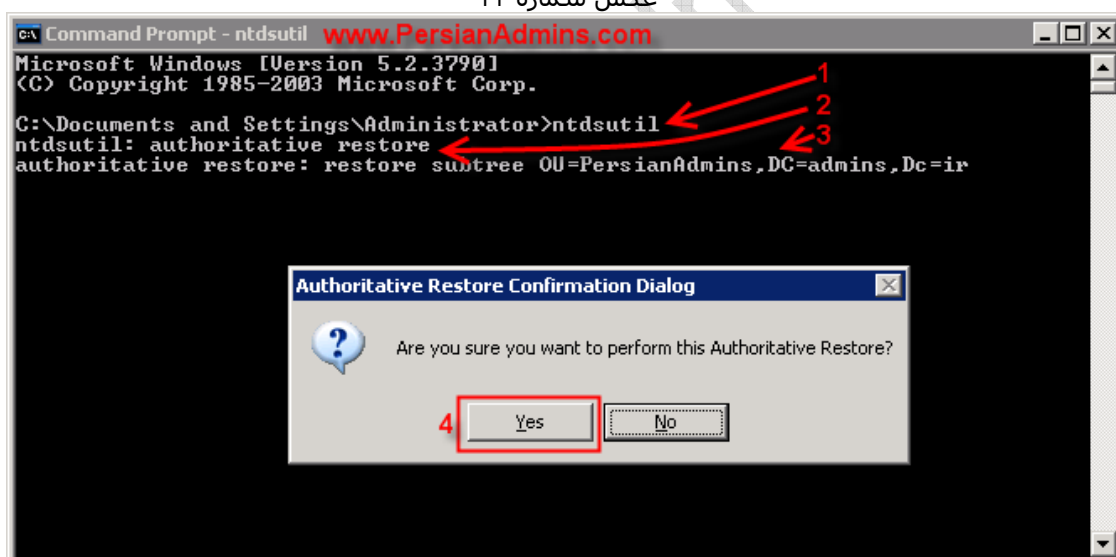 عکس شماره
Command Prompt - ntdsutil www.PersianAdmins.com
Microsoft Windows [Version 5.2.3790]
(C) Copyright 1985-2003 Microsoft Corp.
1
2
C:\Documents and Settings\Administrator>ntdsutil
3
ntdsutil: authoritative restore
authoritative restore: restore subtree OU=PersianAdmins,DC=admins,Dc=ir
Authoritative Restore Confirmation Dialog
Are you sure you want to perform this Authoritative Restore?
4 Yes No